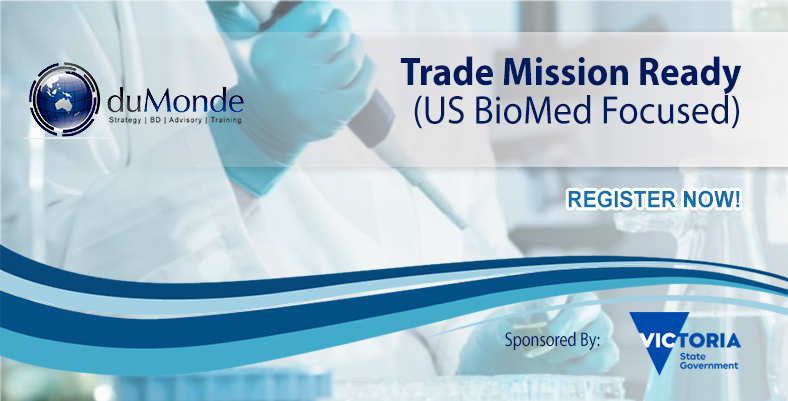 duMonde
Strategy | BD | Advisory | Training
Trade Mission Ready
(US BioMed Focused)
REGISTER NOW!
Sponsored By:
VICTORIA
State
Government